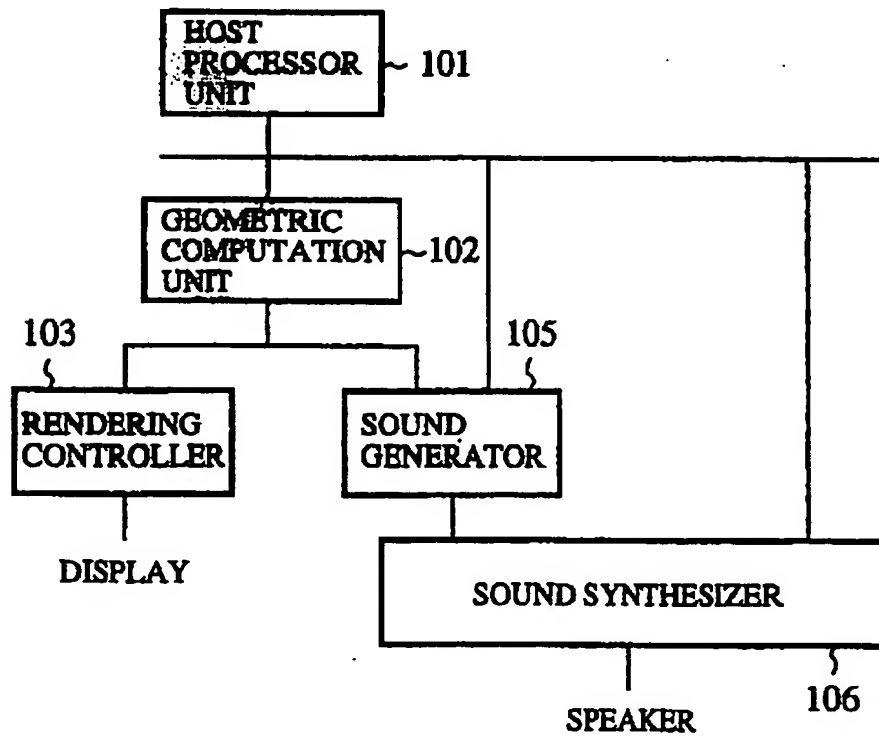 HOST
PROCESSOR
UNIT
101
GEOMETRIC
COMPUTATION
UNIT
102
103
105
RENDERING
CONTROLLER
SOUND
GENERATOR
DISPLAY
SOUND SYNTHESIZER
106
SPEAKER